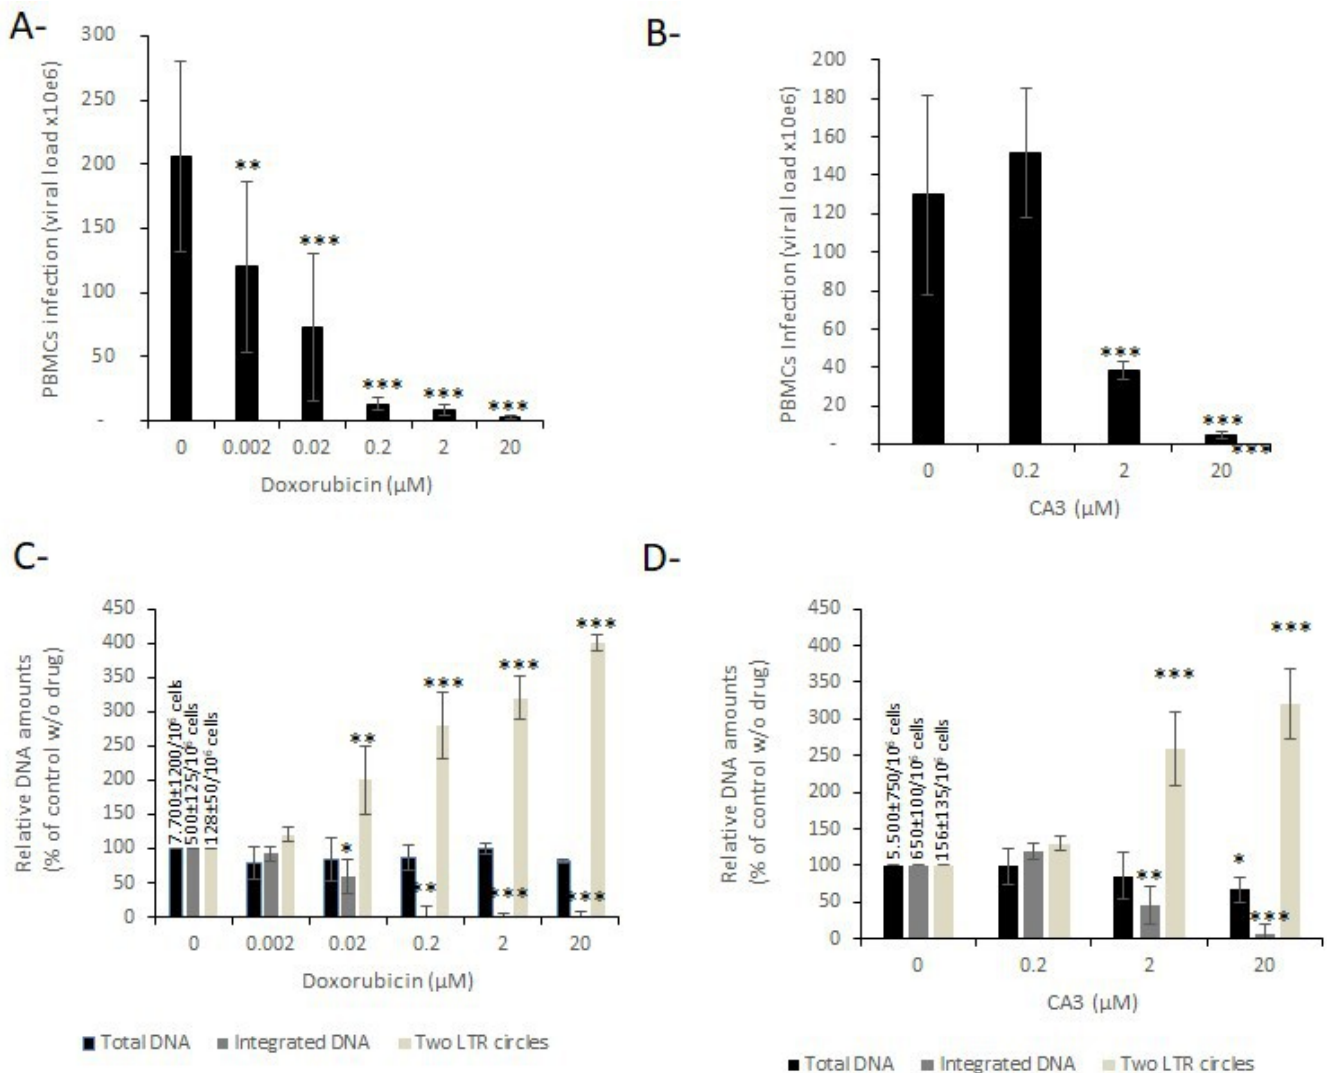 A-
300
250
200
150
100
50
-
PBMCs infection (viral load x10e6)
**
***
***
***
***
0 0.002 0.02 0.2 2 20
Doxorubicin (µM)
B-
200
180
160
140
120
100
80
60
40
20
-
PBMCs Infection (viral load x10e6)
***
***
***
0 0.2 2 20
CA3 (µM)
C-
450
400
350
300
250
200
150
100
50
0
Relative DNA amounts
(% of control w/o drug)
7.700±1200/10⁶ cells
500±125/10⁶ cells
128±50/10⁶ cells
*
**
**
***
***
***
***
***
0 0.002 0.02 0.2 2 20
Doxorubicin (µM)
Total DNA Integrated DNA Two LTR circles
D-
450
400
350
300
250
200
150
100
50
0
Relative DNA amounts
(% of control w/o drug)
5.500±750/10⁶ cells
650±100/10⁶ cells
156±135/10⁶ cells
**
***
*
***
***
0 0.2 2 20
CA3 (µM)
Total DNA Integrated DNA Two LTR circles